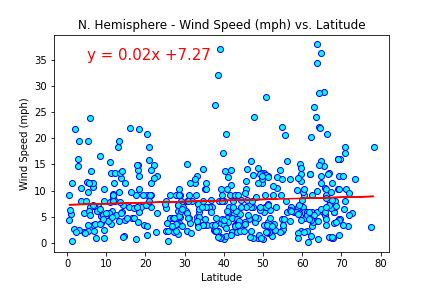 N. Hemisphere - Wind Speed (mph) vs. Latitude
y = 0.02x +7.27
Wind Speed (mph)
35
30
25
20
15
10
5
0
0 10 20 30 40 50 60 70 80
Latitude